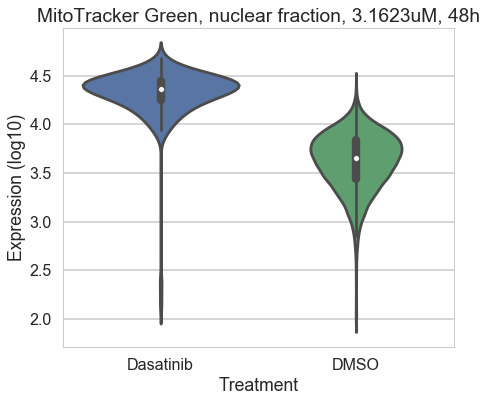 MitoTracker Green, nuclear fraction, 3.1623uM, 48h
Expression (log10)
4.5
4.0
3.5
3.0
2.5
2.0
Dasatinib DMSO
Treatment